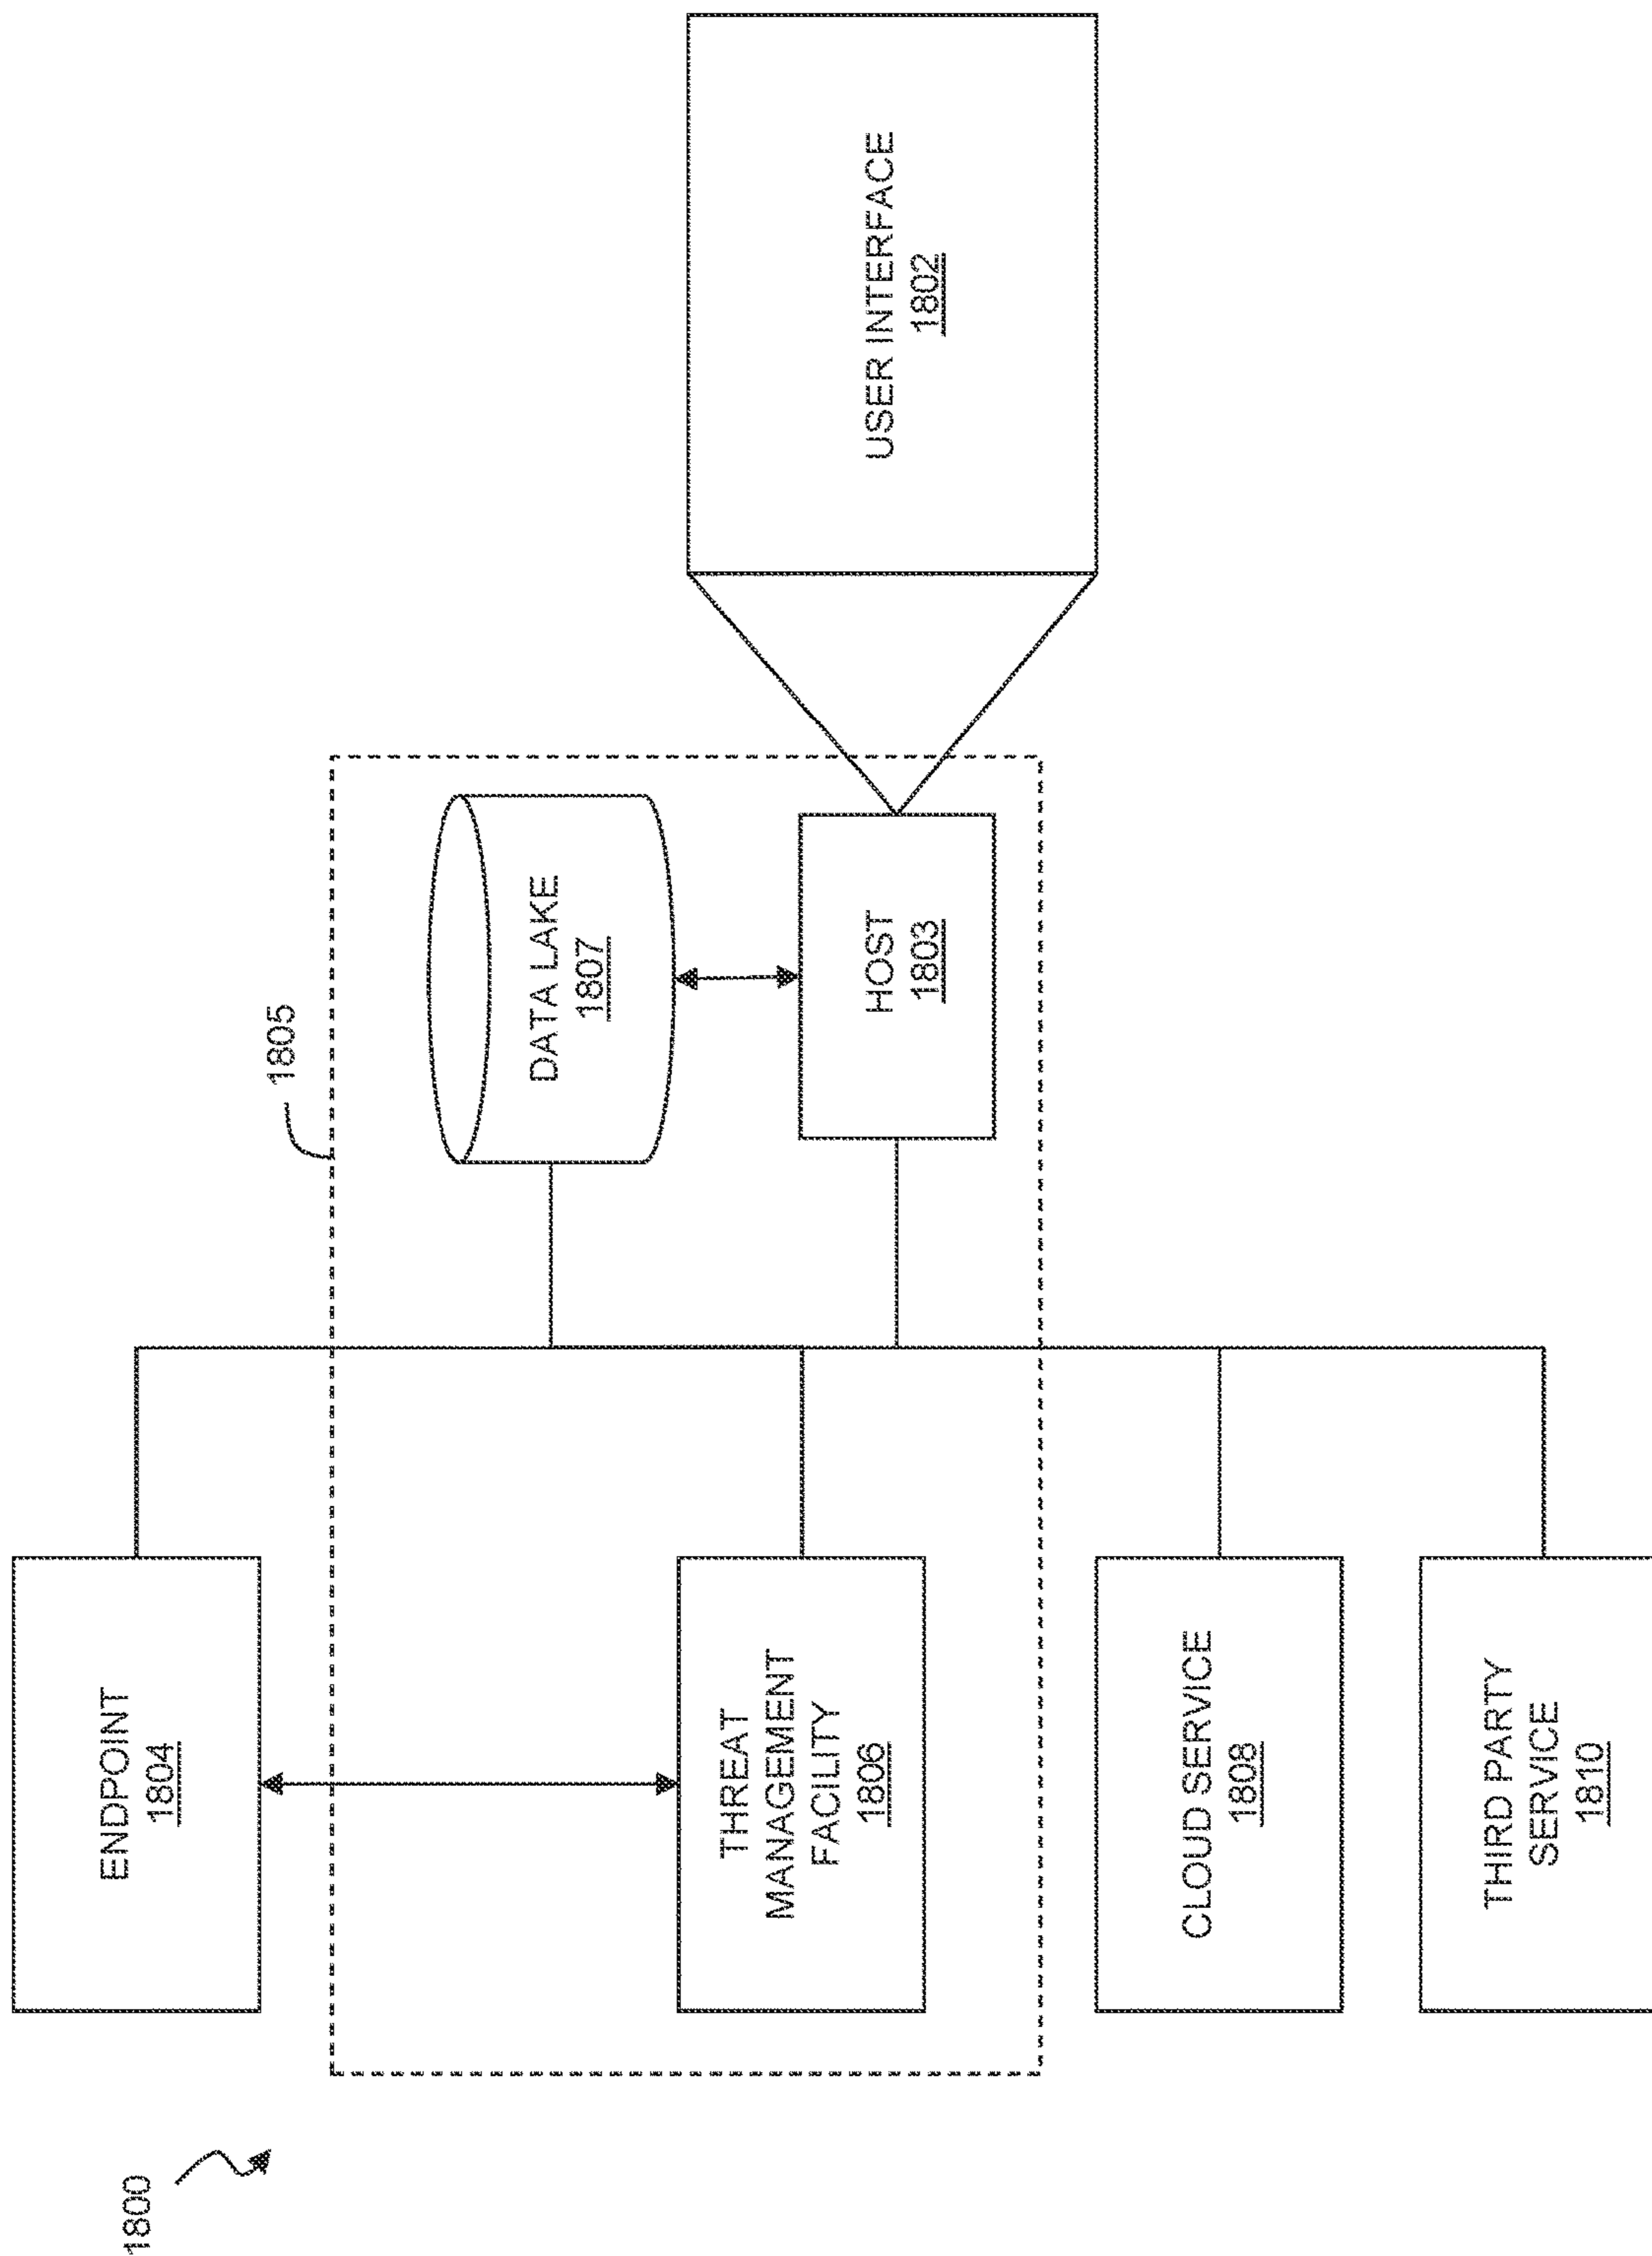 1800
1805
ENDPOINT
1804
DATA LAKE
1807
THREAT
MANAGEMENT
FACILITY
1806
HOST
1803
USER INTERFACE
1802
CLOUD SERVICE
1808
THIRD PARTY
SERVICE
1810